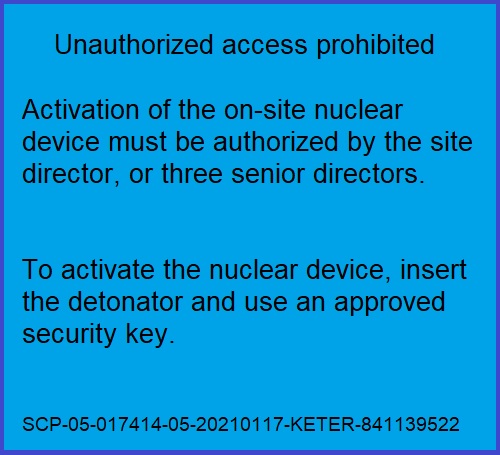 Unauthorized access prohibited
Activation of the on-site nuclear
device must be authorized by the site
director, or three senior directors.
To activate the nuclear device, insert
the detonator and use an approved
security key.
SCP-05-017414-05-20210117-KETER-841139522